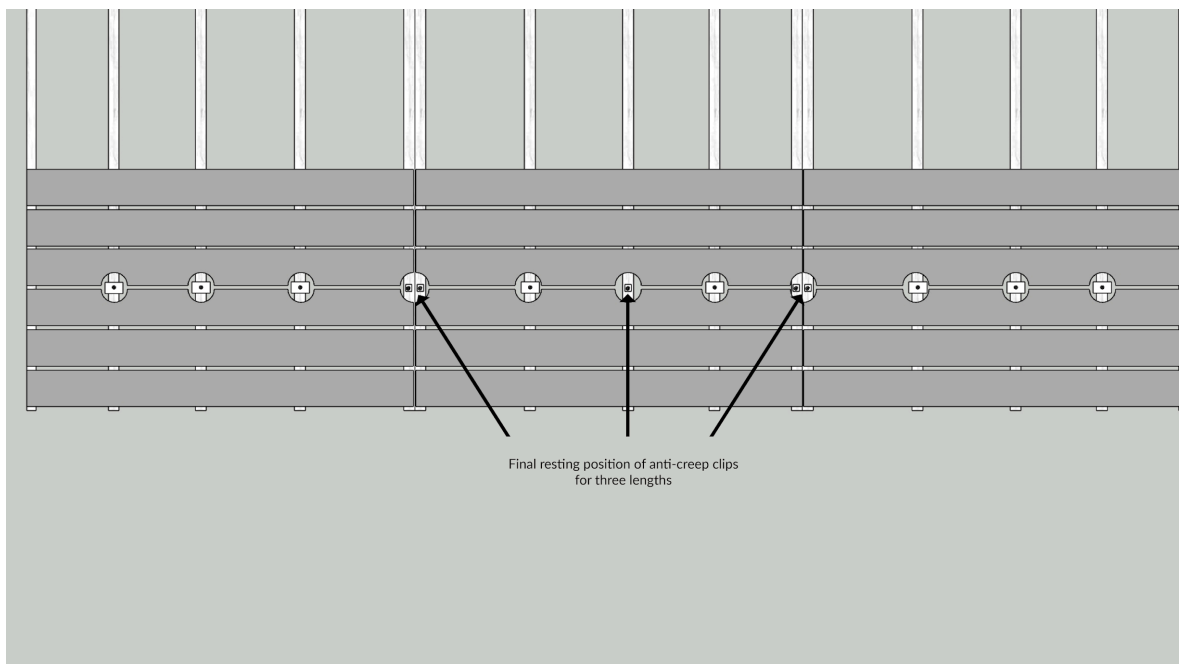 Final resting position of anti-creep clips
for three lengths